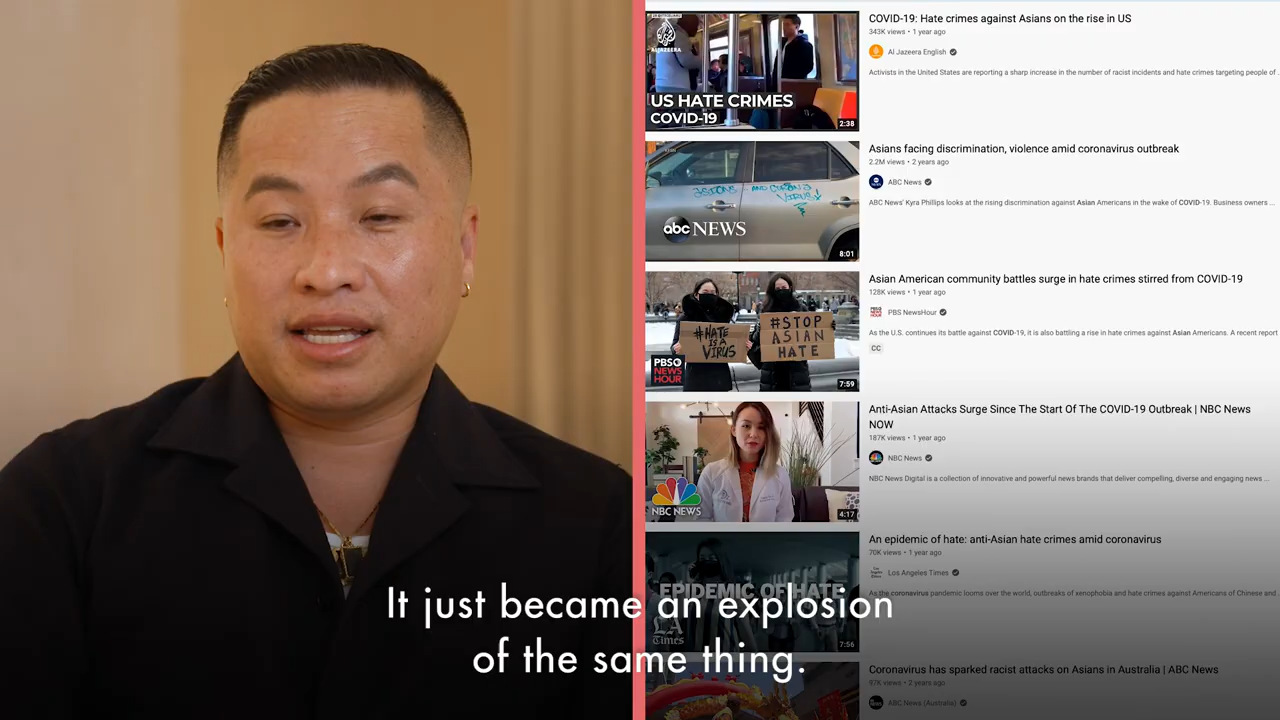 ALJAZEERA
US HATE CRIMES
COVID-19
2:38
COVID-19: Hate crimes against Asians on the rise in US
343K views • 1 year ago
Al Jazeera English
Activists in the United States are reporting a sharp increase in the number of racist incidents and hate crimes targeting people of ...
ASIANS AND CORONA
VIRUS
abc NEWS
8:01
Asians facing discrimination, violence amid coronavirus outbreak
2.2M views • 2 years ago
ABC News
ABC News' Kyra Phillips looks at the rising discrimination against Asian Americans in the wake of COVID-19. Business owners ...
#HATE
IS A
VIRUS
#STOP
ASIAN
HATE
PBS
NEWS
HOUR
7:59
Asian American community battles surge in hate crimes stirred from COVID-19
128K views • 1 year ago
PBS NewsHour
As the U.S. continues its battle against COVID-19, it is also battling a rise in hate crimes against Asian Americans. A recent report
CC
NBC NEWS
4:17
Anti-Asian Attacks Surge Since The Start Of The COVID-19 Outbreak | NBC News
NOW
187K views • 1 year ago
NBC News
NBC News Digital is a collection of innovative and powerful news brands that deliver compelling, diverse and engaging news ...
EPIDEMIC OF HATE
LA
Times
7:56
An epidemic of hate: anti-Asian hate crimes amid coronavirus
70K views • 1 year ago
Los Angeles Times
As the coronavirus pandemic looms over the world, outbreaks of xenophobia and hate crimes against Americans of Chinese and
Coronavirus has sparked racist attacks on Asians in Australia | ABC News
97K views • 2 years ago
ABC News (Australia)
It just became an explosion
of the same thing.